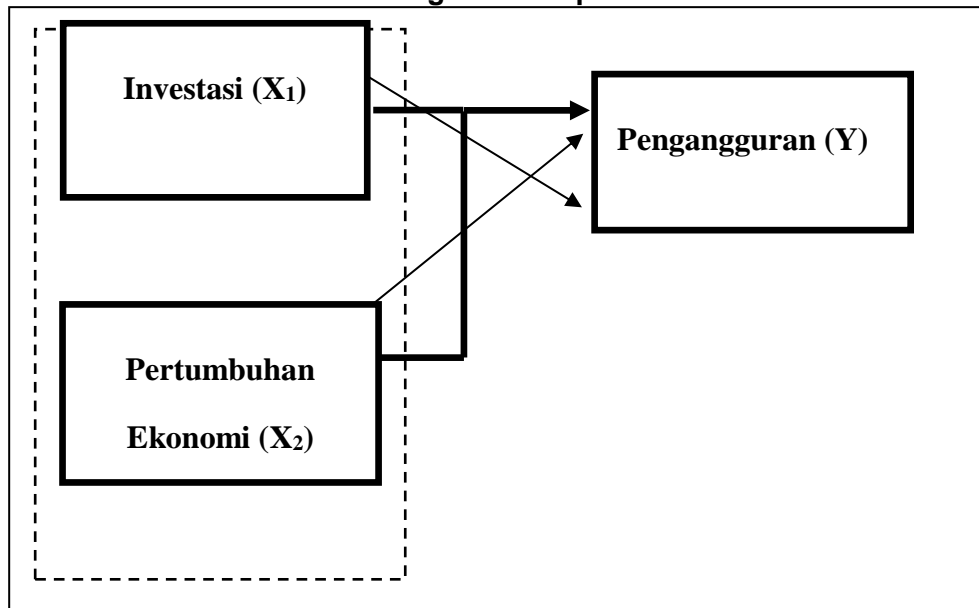 Investasi (X₁)
Pengangguran (Y)
Pertumbuhan
Ekonomi (X₂)